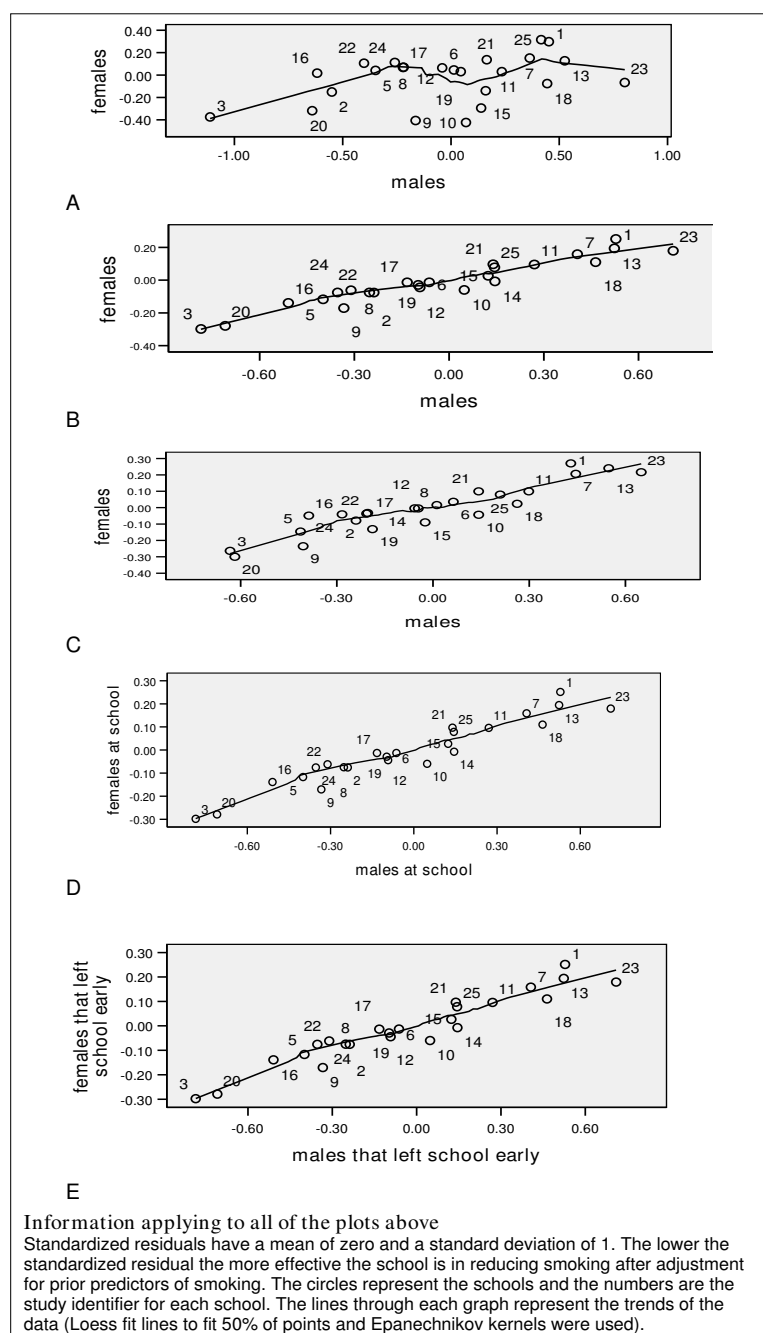 0.40
0.00
-0.20
0.20
-0.40
females
22 24 17 6 21 25 1
16
5 8 12 7 13 23
3 2 19 11 18
20 9 10 15
-1.00 -0.50 0.00 0.50 1.00
males
A
0.20
0.00
-0.20
-0.40
females
24 22 17 21 25 11 7 1 23
3 20 16 5 9 8 2 19 12 6 15 10 14 18 13
-0.60 -0.30 0.00 0.30 0.60
males
B
0.30
0.20
0.10
0.00
-0.10
-0.20
-0.30
-0.40
females
12 8 21 11 1 23
5 16 22 17 14 6 25 18 7 13
3 24 2 19 15 10
20 9
-0.60 -0.30 0.00 0.30 0.60
males
C
0.30
0.20
0.10
0.00
-0.10
-0.20
-0.30
females at school
1
21 25 11 7 23
17 15 13
16 22 19 6 14 18
5 24 2 12 10
3 20 9 8
-0.60 -0.30 0.00 0.30 0.60
males at school
D
0.30
0.20
0.10
0.00
-0.10
-0.20
-0.30
females that left
school early
1
21 25 11 7 23
17 13
5 22 8 15 18
19 6 14
24 2 12 10
3 20 16 9
-0.60 -0.30 0.00 0.30 0.60
males that left school early
E
Information applying to all of the plots above
Standardized residuals have a mean of zero and a standard deviation of 1. The lower the
standardized residual the more effective the school is in reducing smoking after adjustment
for prior predictors of smoking. The circles represent the schools and the numbers are the
study identifier for each school. The lines through each graph represent the trends of the
data (Loess fit lines to fit 50% of points and Epanechnikov kernels were used).